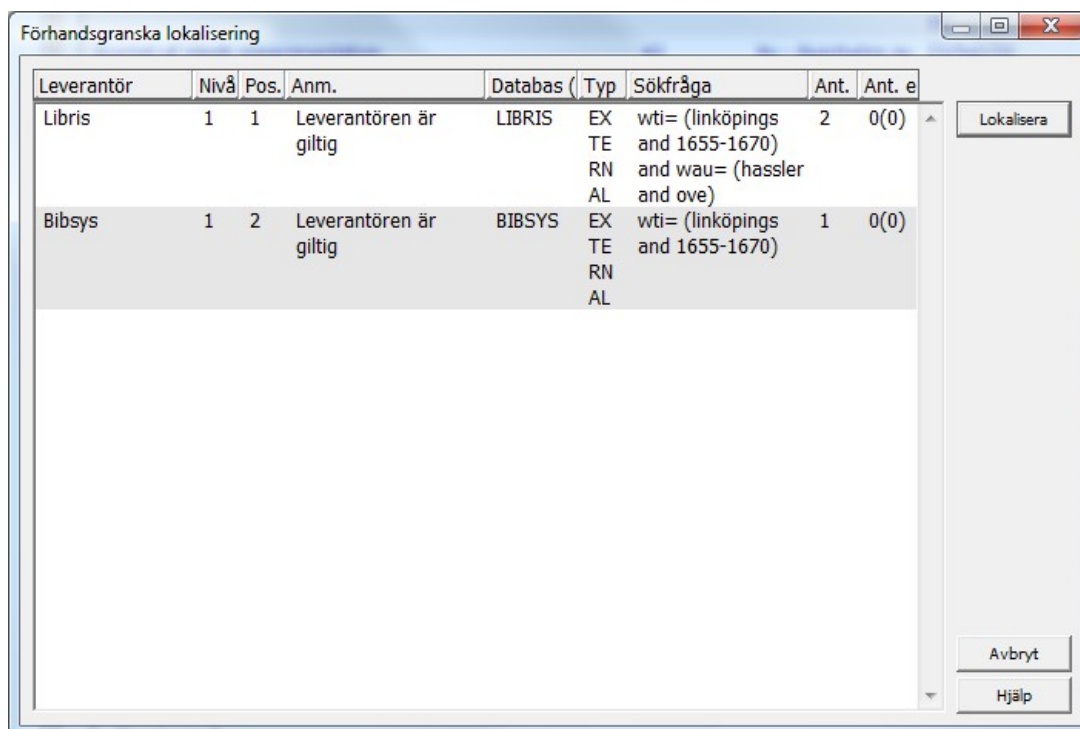 Förhandsgranska lokalisering
Leverantör Nivå Pos. Anm. Databas ( Typ Sökfråga Ant. Ant. e
Libris 1 1 Leverantören är LIBRIS EX wti= (linköpings 2 0(0)
giltig TE and 1655-1670)
RN and wau= (hassler
AL and ove)
Bibsys 1 2 Leverantören är BIBSYS EX wti= (linköpings 1 0(0)
giltig TE and 1655-1670)
RN
AL
Lokalisera
Avbryt
Hjälp